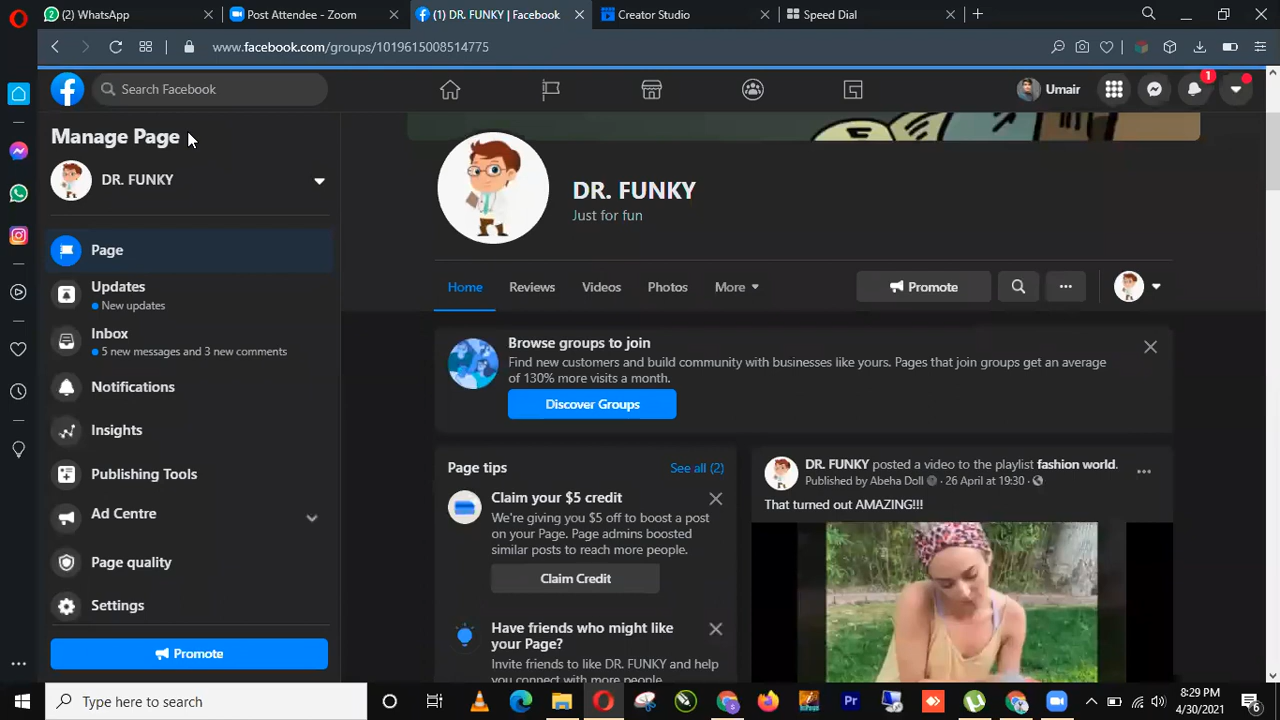 (2) WhatsApp
Post Attendee - Zoom
(1) DR. FUNKY | Facebook
Creator Studio
Speed Dial
www.facebook.com/groups/1019615008514775
Search Facebook
Umair
1
Manage Page
DR. FUNKY
Page
Updates
New updates
Inbox
5 new messages and 3 new comments
Notifications
Insights
Publishing Tools
Ad Centre
Page quality
Settings
Promote
DR. FUNKY
Just for fun
Home
Reviews
Videos
Photos
More
Promote
Browse groups to join
Find new customers and build community with businesses like yours. Pages that join groups get an average
of 130% more visits a month.
Discover Groups
Page tips
See all (2)
Claim your $5 credit
We're giving you $5 off to boost a post
on your Page. Page admins boosted
similar posts to reach more people.
Claim Credit
Have friends who might like
your Page?
Invite friends to like DR. FUNKY and help
you connect with more people.
DR. FUNKY posted a video to the playlist fashion world.
Published by Abeha Doll · 26 April at 19:30 ·
That turned out AMAZING!!!
Type here to search
Pr
8:29 PM
4/30/2021
6